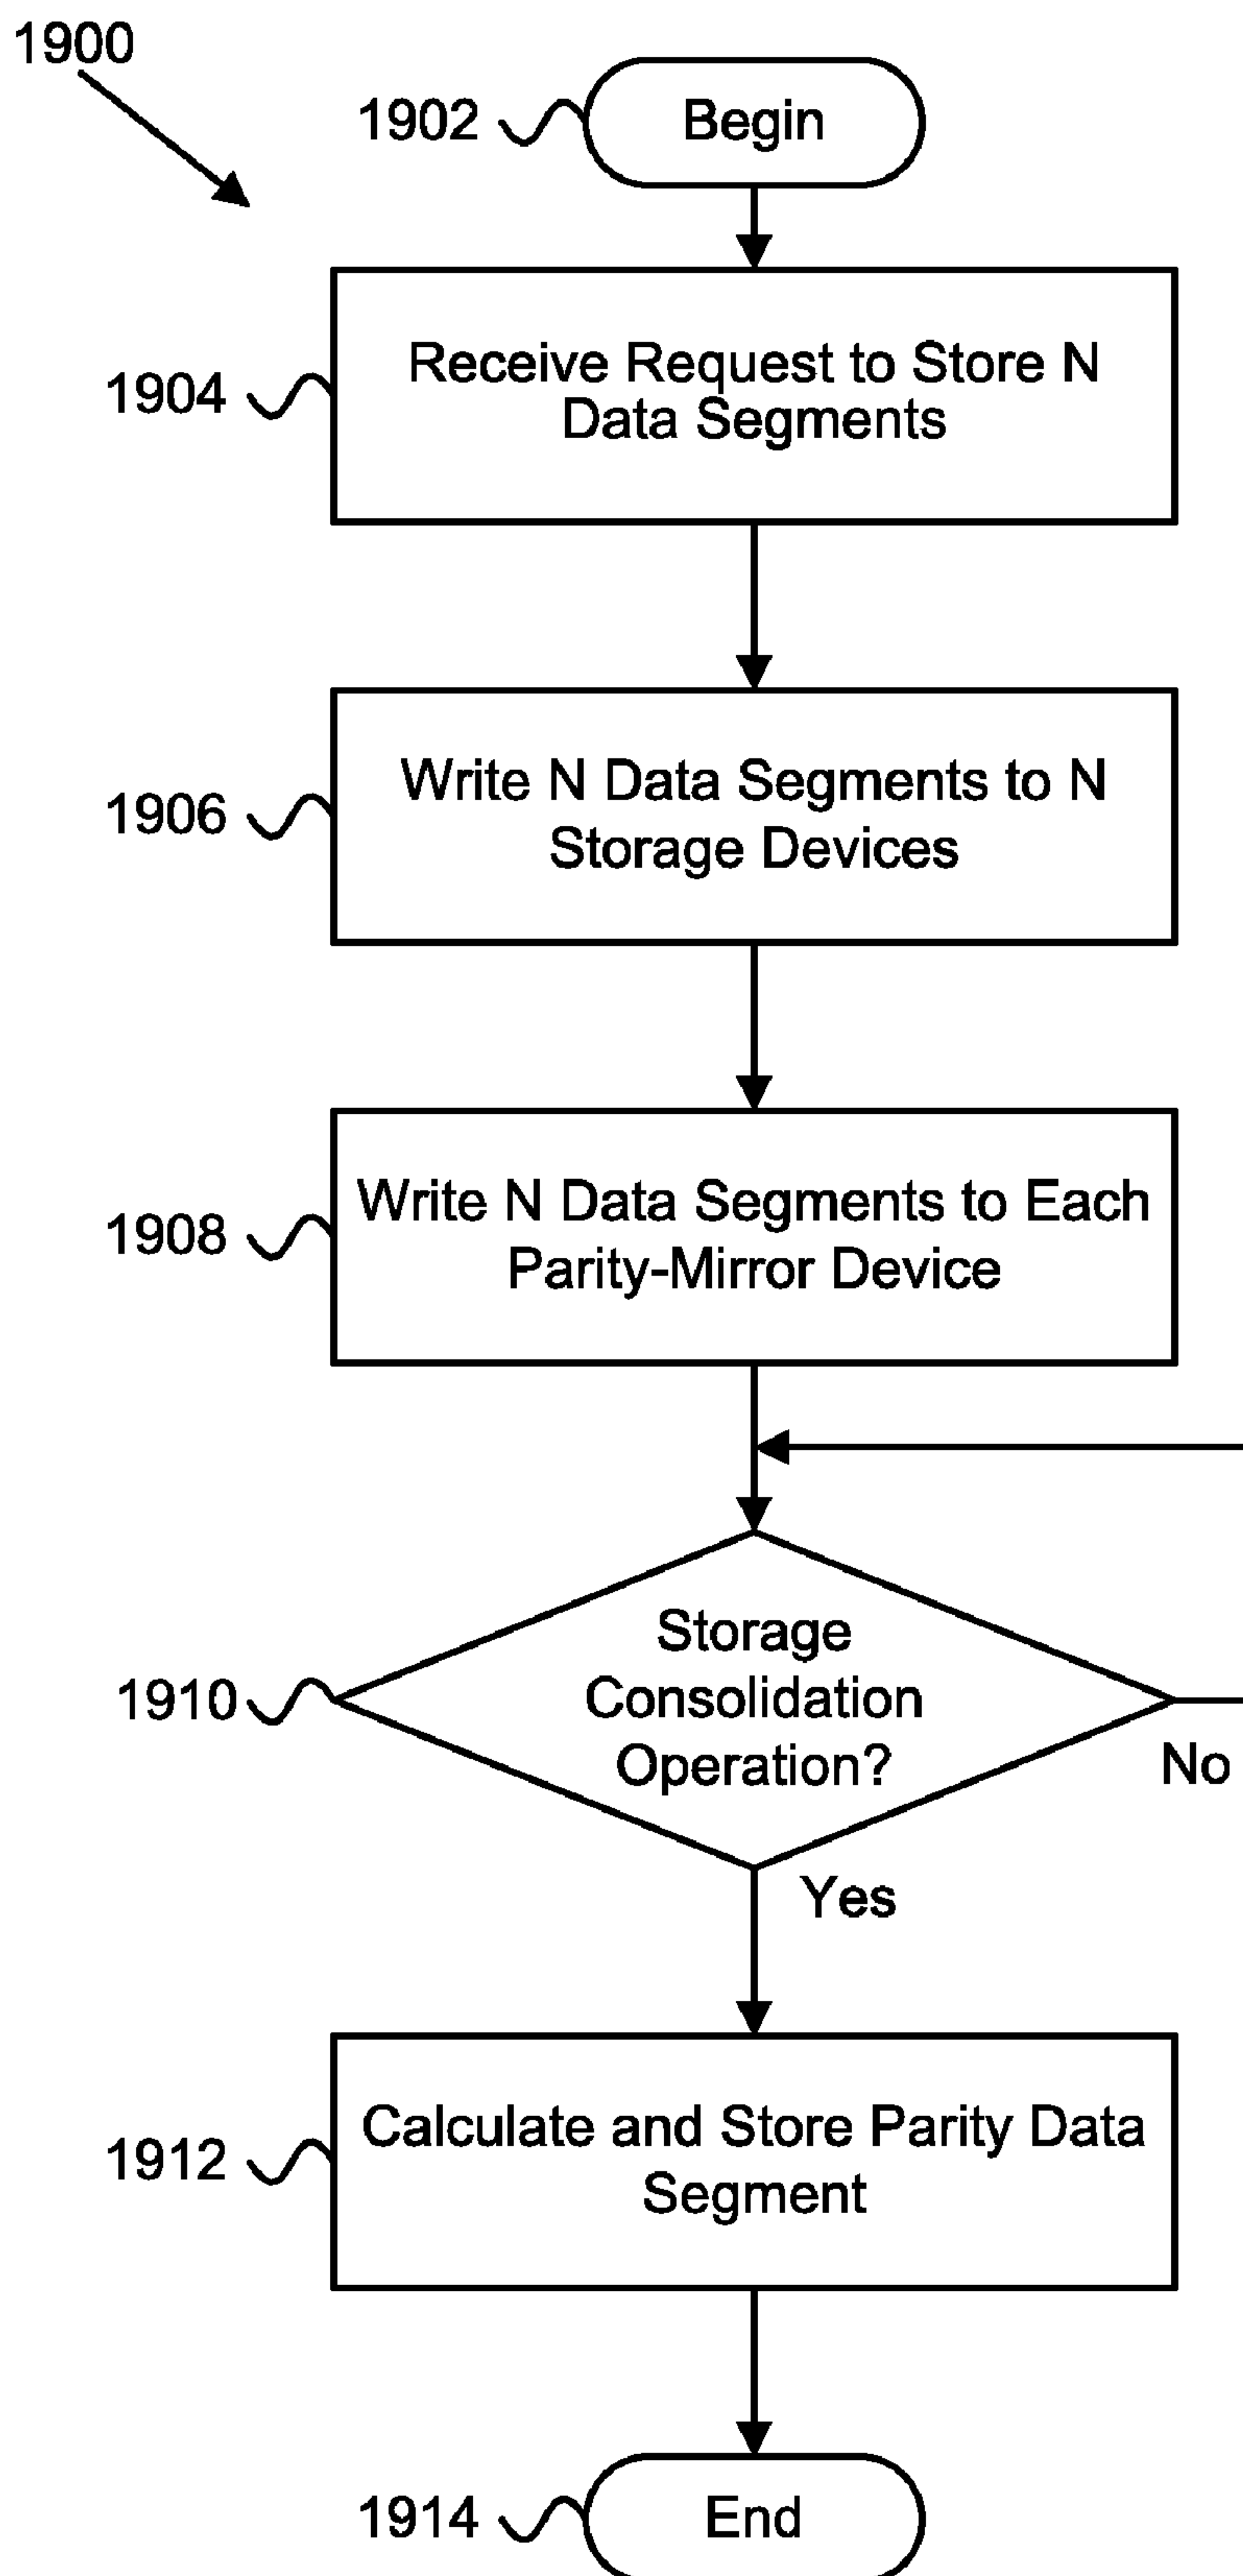 1900
1902
Begin
1904
Receive Request to Store N
Data Segments
1906
Write N Data Segments to N
Storage Devices
1908
Write N Data Segments to Each
Parity-Mirror Device
1910
Storage
Consolidation
Operation?
No
Yes
1912
Calculate and Store Parity Data
Segment
1914
End